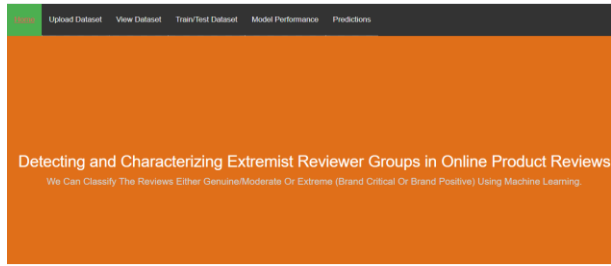 Home Upload Dataset View Dataset Train/Test Dataset Model Performance Predictions
Detecting and Characterizing Extremist Reviewer Groups in Online Product Reviews
We Can Classify The Reviews Either Genuine/Moderate Or Extreme (Brand Critical Or Brand Positive) Using Machine Learning.